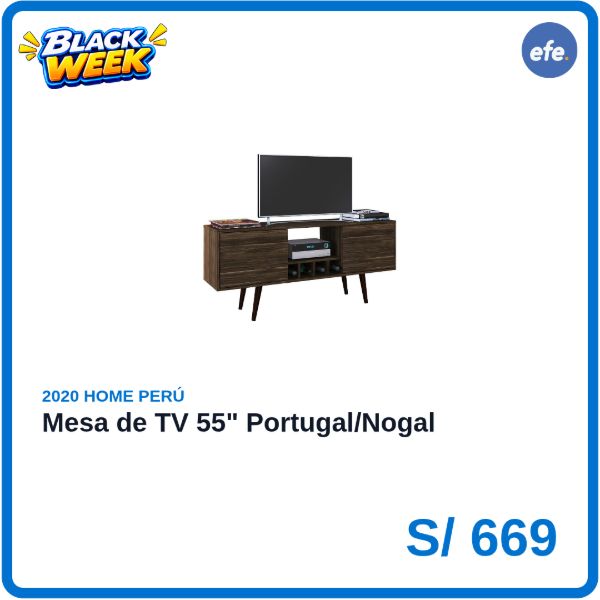 BLACK
WEEK
efe.
2020 HOME PERÚ
Mesa de TV 55" Portugal/Nogal
S/ 669